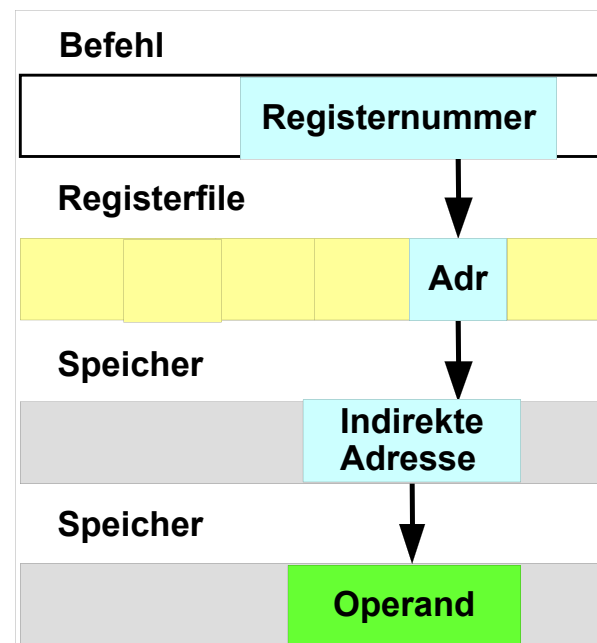 Befehl
Registernummer
Registerfile
Adr
Speicher
Indirekte
Adresse
Speicher
Operand